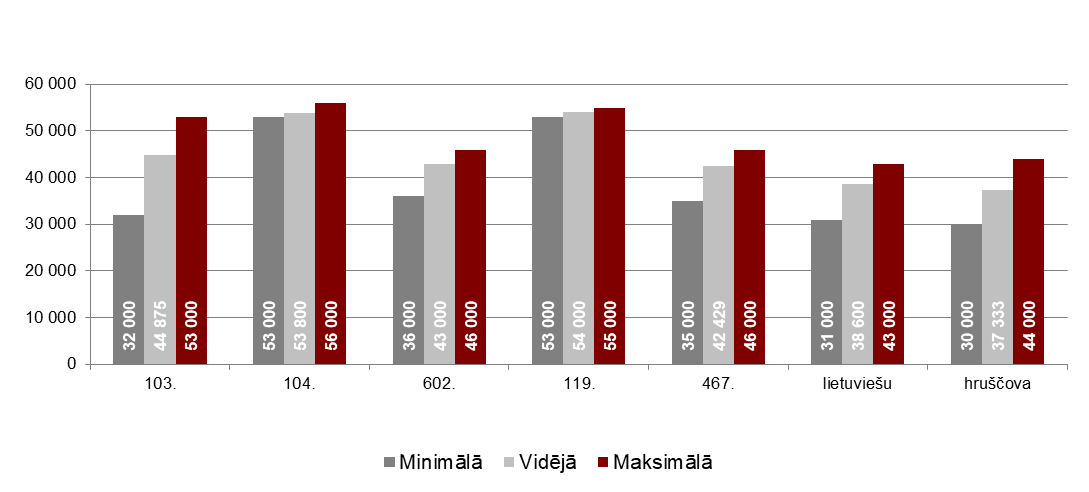 60 000
50 000
40 000
30 000
20 000
10 000
0
32 000 44 875 53 000 53 000 53 800 56 000 36 000 43 000 46 000 53 000 54 000 55 000 35 000 42 429 46 000 31 000 38 600 43 000 30 000 37 333 44 000
103. 104. 602. 119. 467. lietuviešu hruščova
Minimālā Vidējā Maksimālā